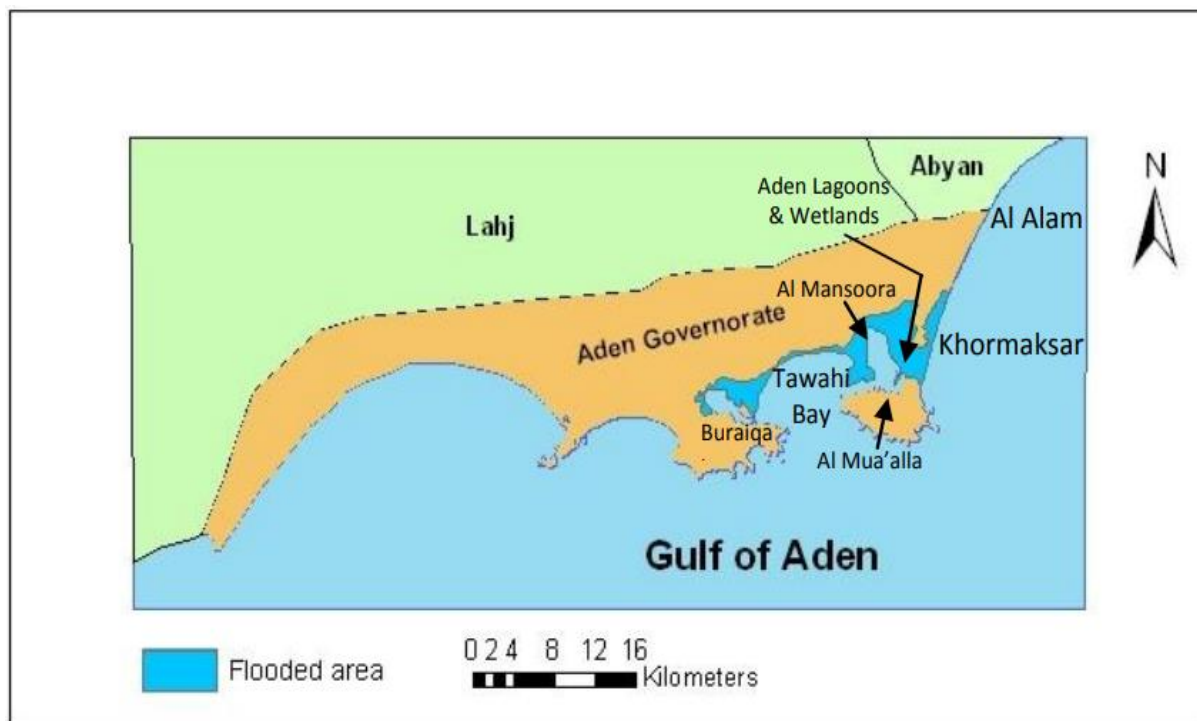 N
Abyan
Aden Lagoons
& Wetlands
Al Alam
Lahj
Al Mansoora
Aden Governorate
Khormaksar
Tawahi
Bay
Buraiqa
Al Mua’alla
Gulf of Aden
Flooded area
0 2 4 8 12 16
Kilometers